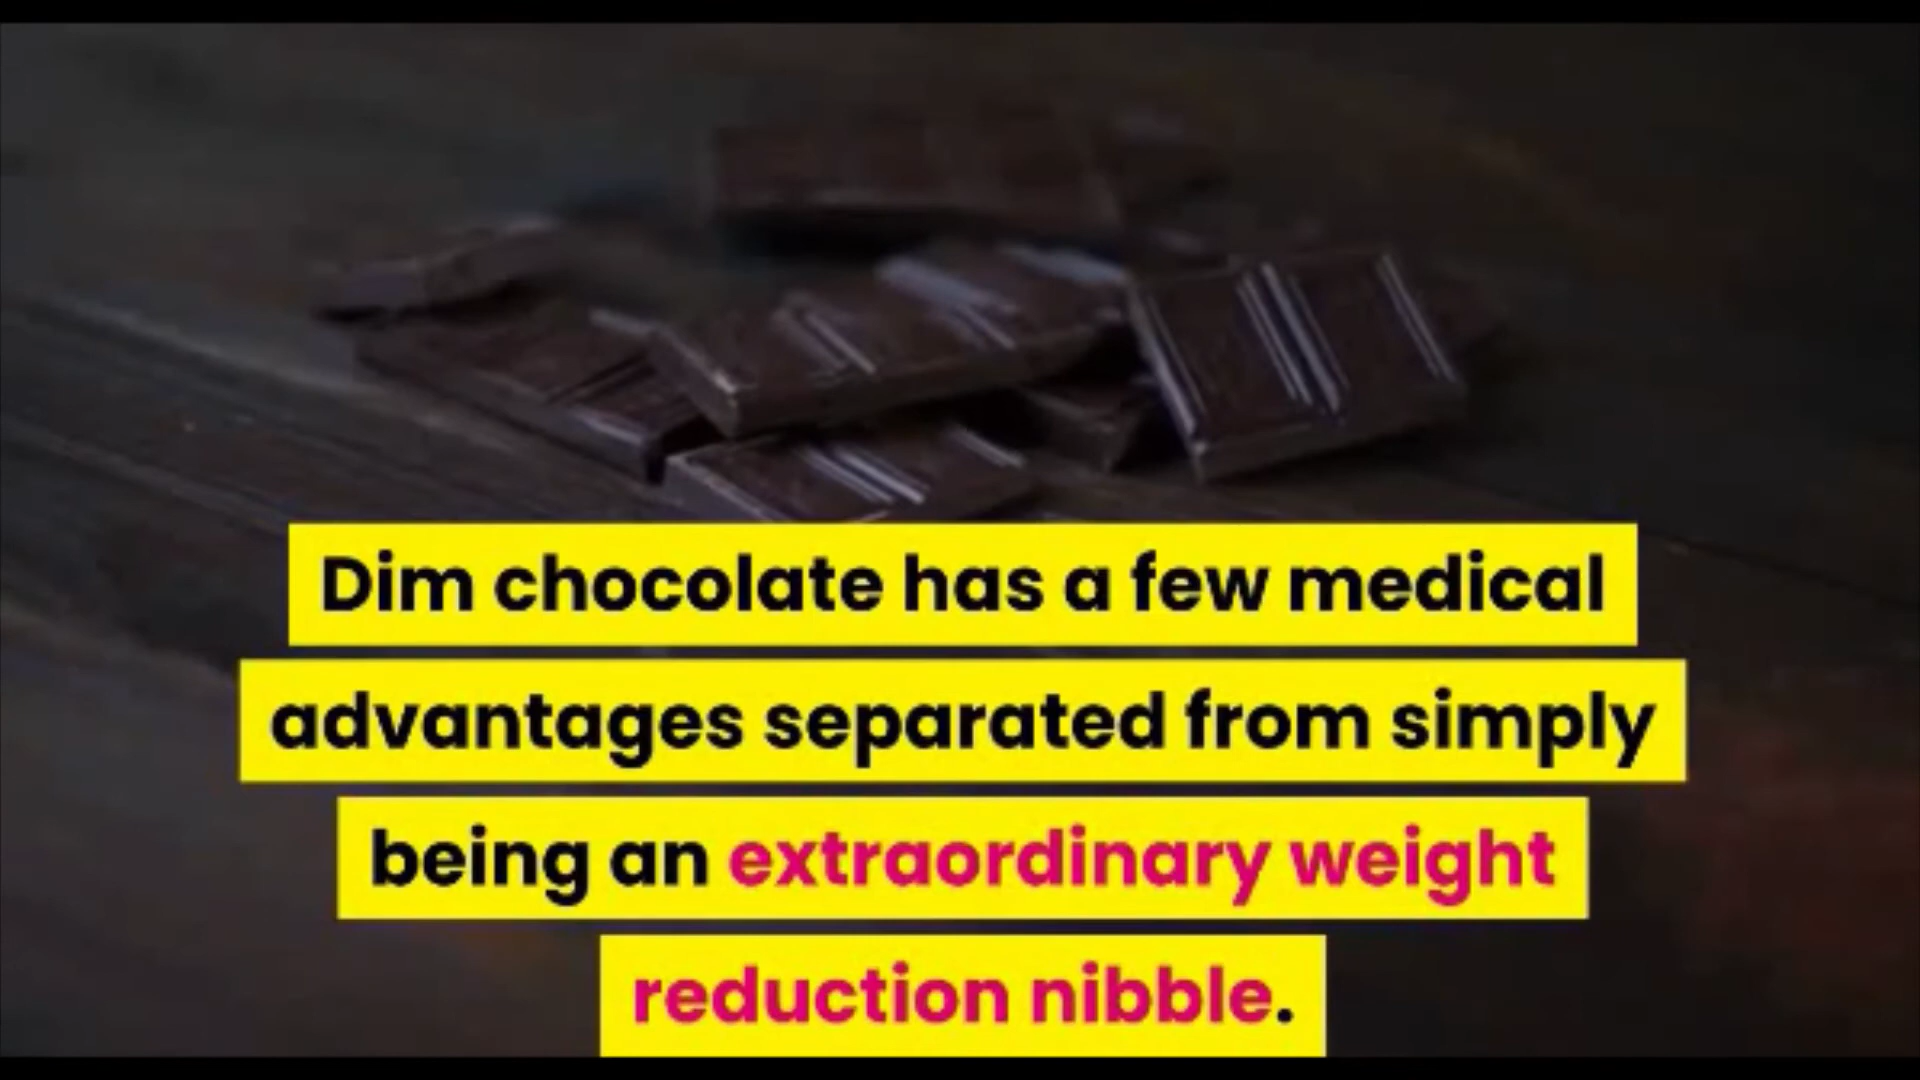 Dim chocolate has a few medical
advantages separated from simply
being an extraordinary weight
reduction nibble.